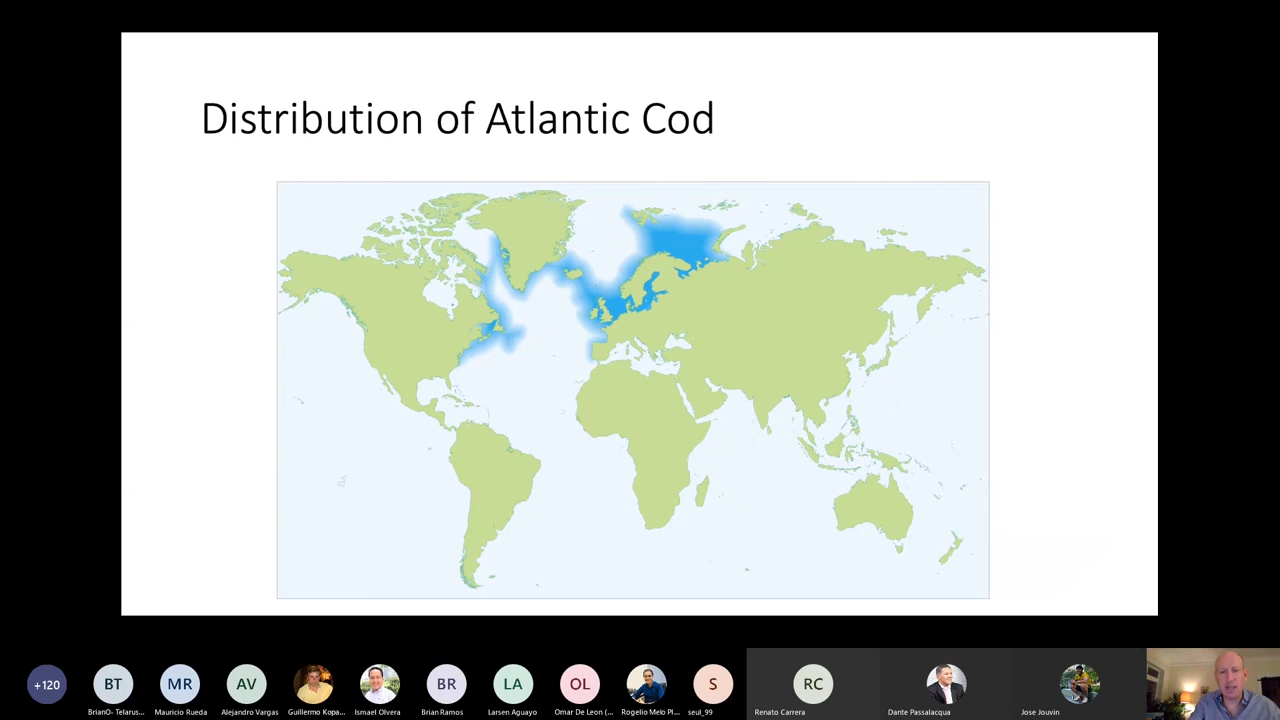 Distribution of Atlantic Cod
+120
BT
MR
AV
BR
LA
OL
S
RC
BrianO- Telarus...
Mauricio Rueda
Alejandro Vargas
Guillermo Kopa...
Ismael Olvera
Brian Ramos
Larsen Aguayo
Omar De Leon (...
Rogelio Melo Pl...
seul_99
Renato Carrera
Dante Passalacqua
Jose Jouvin